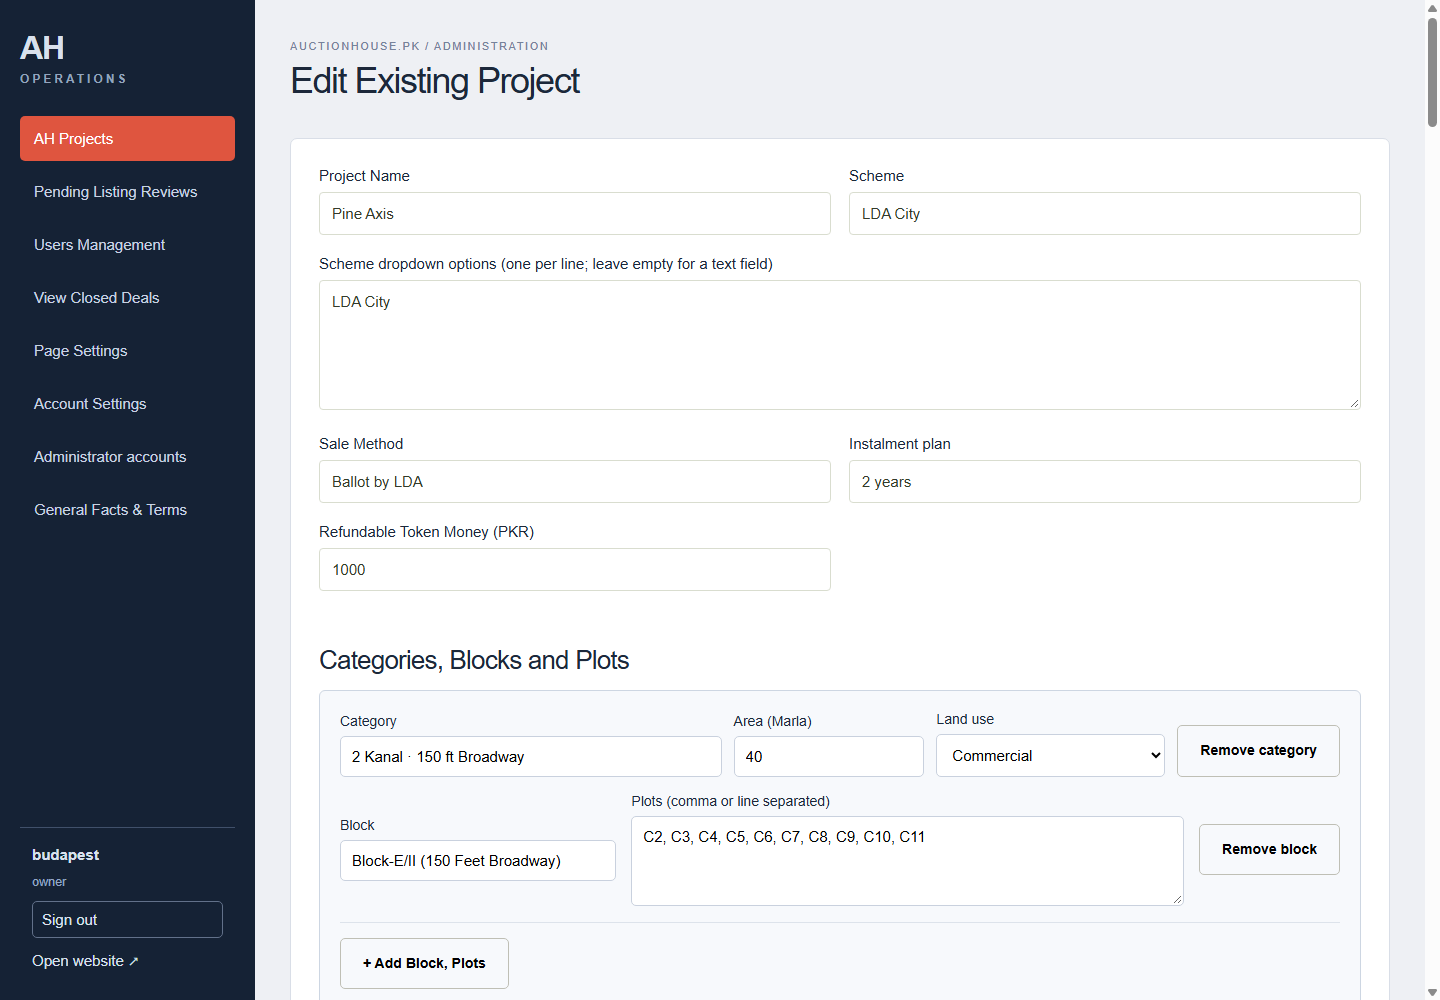 AH
OPERATIONS
AH Projects
Pending Listing Reviews
Users Management
View Closed Deals
Page Settings
Account Settings
Administrator accounts
General Facts & Terms
budapest
owner
Sign out
Open website ↗
AUCTIONHOUSE.PK / ADMINISTRATION
Edit Existing Project
Project Name
Scheme
Pine Axis
LDA City
Scheme dropdown options (one per line; leave empty for a text field)
LDA City
Sale Method
Instalment plan
Ballot by LDA
2 years
Refundable Token Money (PKR)
1000
Categories, Blocks and Plots
Category
Area (Marla)
Land use
2 Kanal · 150 ft Broadway
40
Commercial
Remove category
Block
Plots (comma or line separated)
Block-E/II (150 Feet Broadway)
C2, C3, C4, C5, C6, C7, C8, C9, C10, C11
Remove block
+ Add Block, Plots